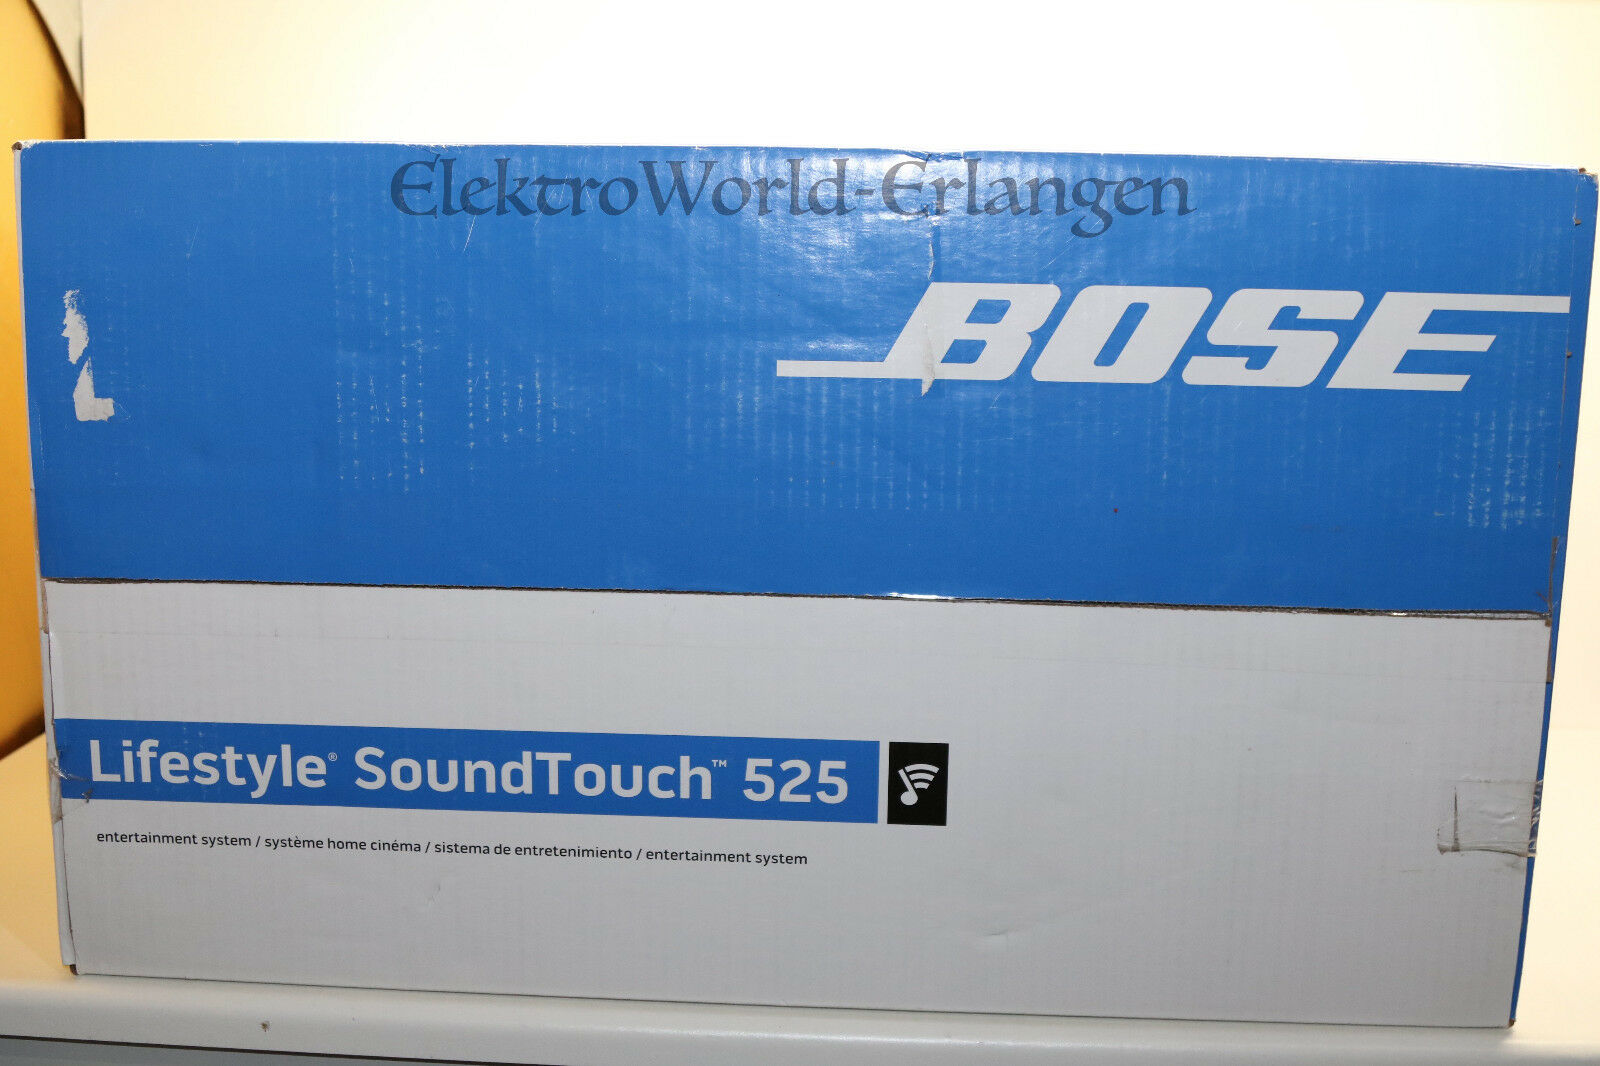 ElektroWorld-Erlangen
BOSE
Lifestyle® SoundTouch™ 525
entertainment system / système home cinéma / sistema de entretenimiento / entertainment system